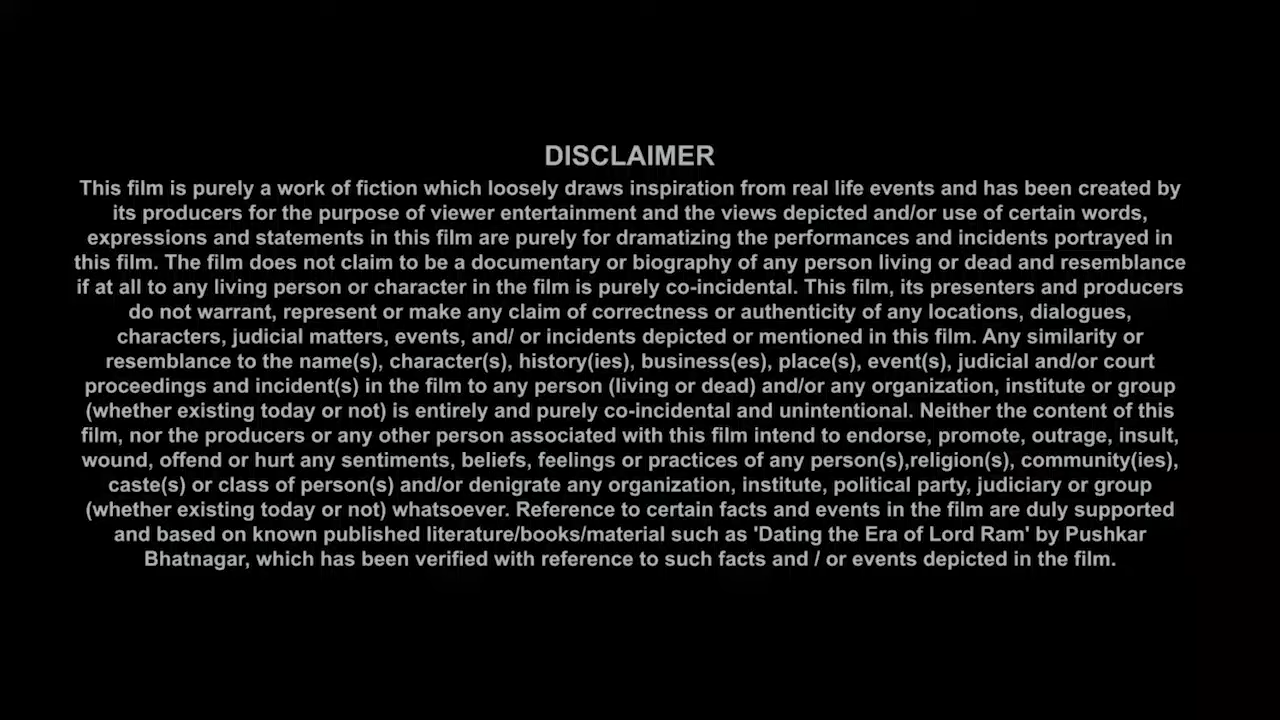 DISCLAIMER
This film is purely a work of fiction which loosely draws inspiration from real life events and has been created by
its producers for the purpose of viewer entertainment and the views depicted and/or use of certain words,
expressions and statements in this film are purely for dramatizing the performances and incidents portrayed in
this film. The film does not claim to be a documentary or biography of any person living or dead and resemblance
if at all to any living person or character in the film is purely co-incidental. This film, its presenters and producers
do not warrant, represent or make any claim of correctness or authenticity of any locations, dialogues,
characters, judicial matters, events, and/ or incidents depicted or mentioned in this film. Any similarity or
resemblance to the name(s), character(s), history(ies), business(es), place(s), event(s), judicial and/or court
proceedings and incident(s) in the film to any person (living or dead) and/or any organization, institute or group
(whether existing today or not) is entirely and purely co-incidental and unintentional. Neither the content of this
film, nor the producers or any other person associated with this film intend to endorse, promote, outrage, insult,
wound, offend or hurt any sentiments, beliefs, feelings or practices of any person(s),religion(s), community(ies),
caste(s) or class of person(s) and/or denigrate any organization, institute, political party, judiciary or group
(whether existing today or not) whatsoever. Reference to certain facts and events in the film are duly supported
and based on known published literature/books/material such as 'Dating the Era of Lord Ram' by Pushkar
Bhatnagar, which has been verified with reference to such facts and / or events depicted in the film.